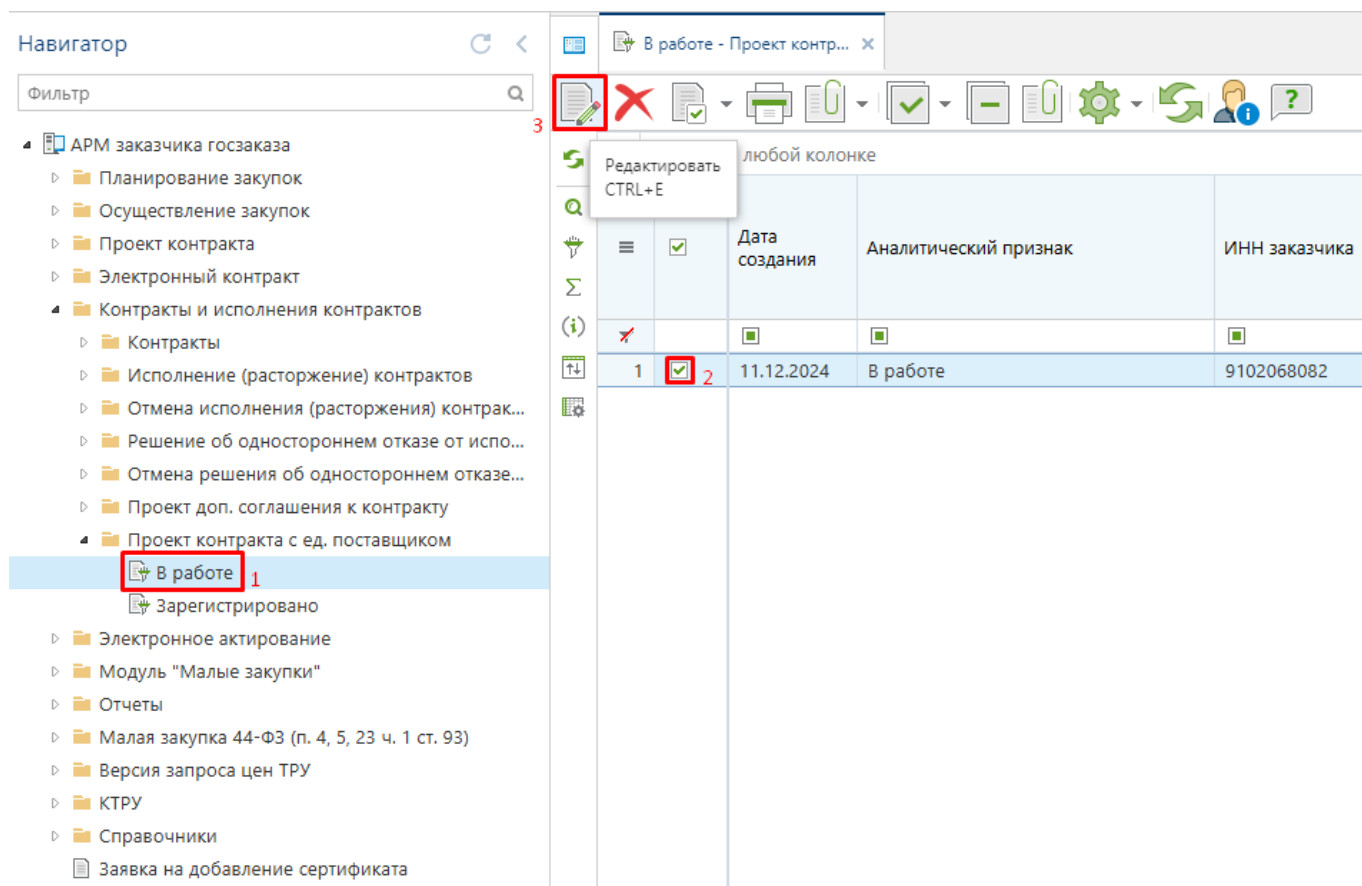 Навигатор
В работе - Проект контр...
Фильтр
3
Редактировать
CTRL+E
любой колонке
АРМ заказчика госзаказа
Планирование закупок
Осуществление закупок
Проект контракта
Электронный контракт
Контракты и исполнения контрактов
Контракты
Исполнение (расторжение) контрактов
Отмена исполнения (расторжения) контрак...
Решение об одностороннем отказе от испо...
Отмена решения об одностороннем отказе...
Проект доп. соглашения к контракту
Проект контракта с ед. поставщиком
В работе 1
Зарегистрировано
Электронное актирование
Модуль "Малые закупки"
Отчеты
Малая закупка 44-ФЗ (п. 4, 5, 23 ч. 1 ст. 93)
Версия запроса цен ТРУ
КТРУ
Справочники
Заявка на добавление сертификата
Дата
создания
Аналитический признак
ИНН заказчика
1 2 11.12.2024 В работе 9102068082